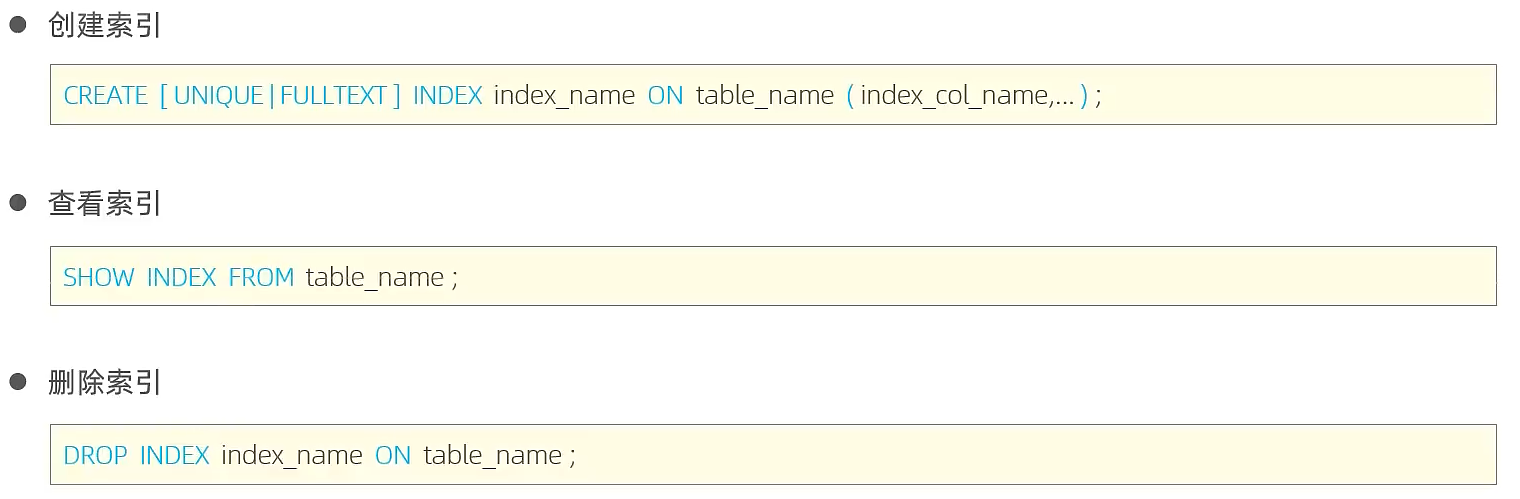 创建索引
CREATE [ UNIQUE | FULLTEXT ] INDEX index_name ON table_name ( index_col_name,... ) ;
查看索引
SHOW INDEX FROM table_name ;
删除索引
DROP INDEX index_name ON table_name ;